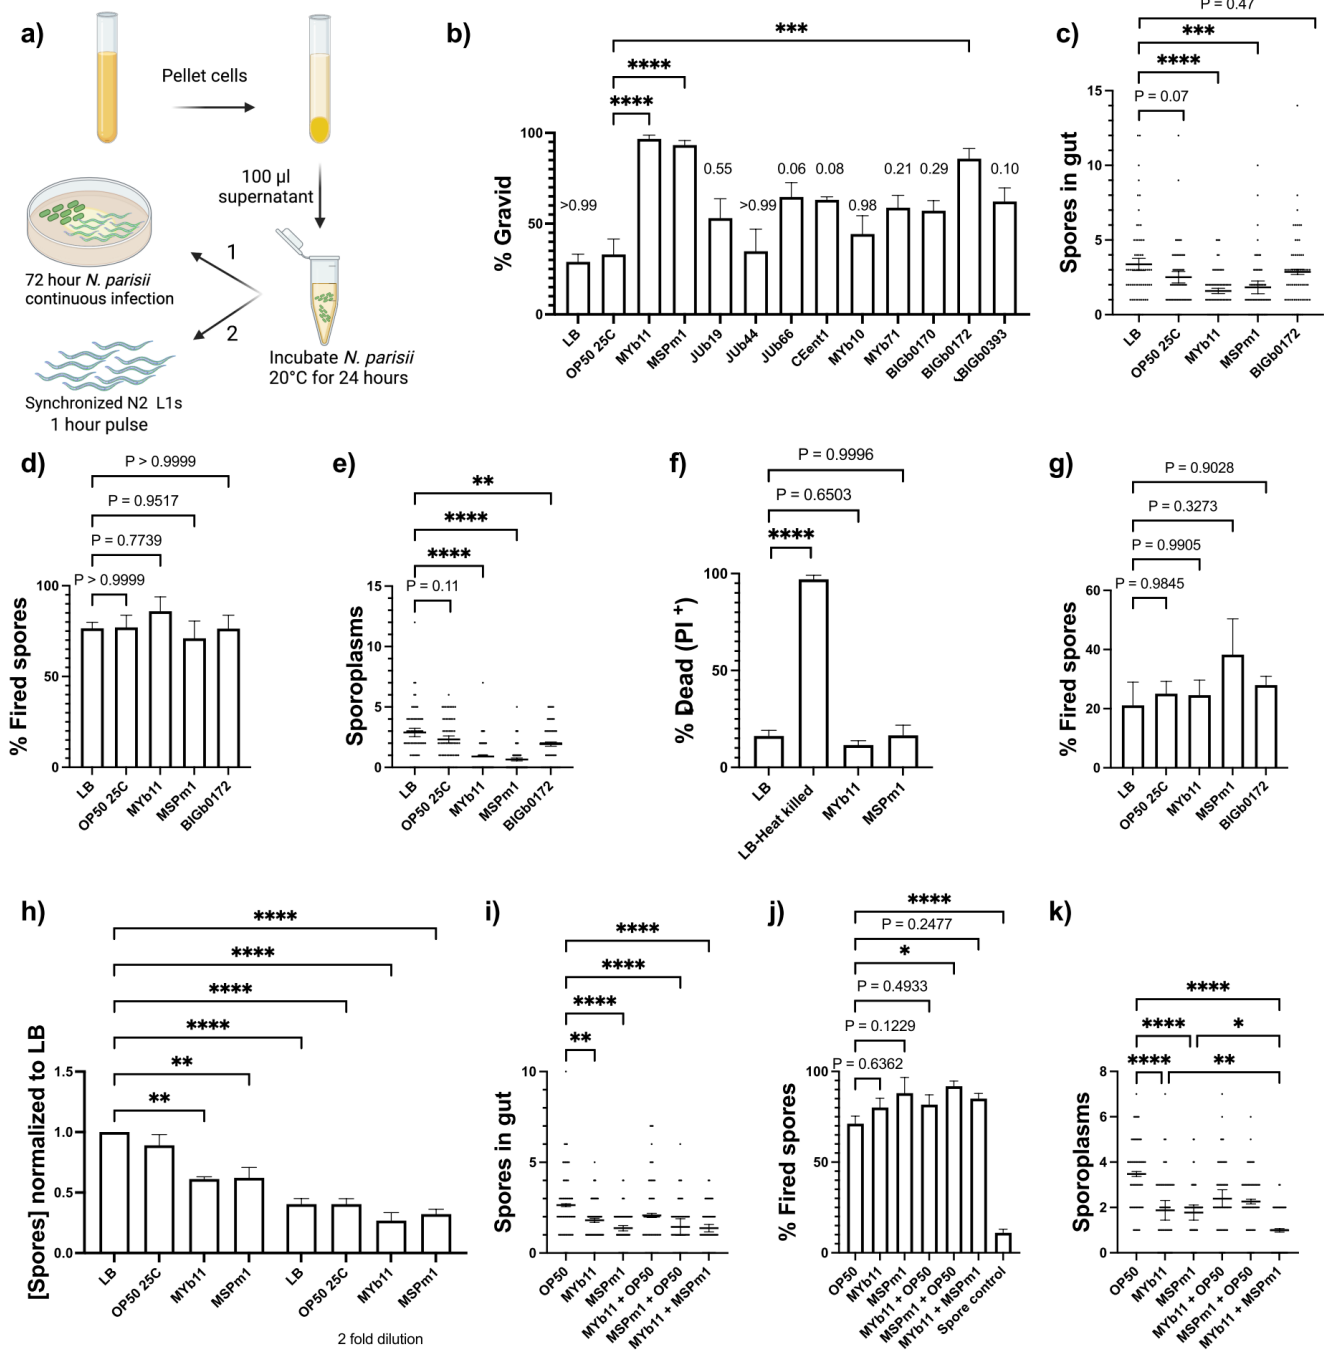 a)
Pellet cells
100 µl
supernatant
1
72 hour N. parisii
continuous infection
2
Incubate N. parisii
20°C for 24 hours
Synchronized N2 L1s
1 hour pulse
b)
***
****
****
% Gravid
100
50
0
>0.99
0.55
>0.99
0.06
0.08
0.98
0.21
0.29
0.10
LB
OP50 25C
MYb11
MSPm1
JUb19
JUb44
JUb66
CEent1
MYb10
MYb71
BIGb0170
BIGb0172
BIGb0393
c)
P = 0.47
***
****
P = 0.07
Spores in gut
15
10
5
0
LB
OP50 25C
MYb11
MSPm1
BIGb0172
d)
P > 0.9999
P = 0.9517
P = 0.7739
P > 0.9999
% Fired spores
100
50
0
LB
OP50 25C
MYb11
MSPm1
BIGb0172
e)
**
****
****
P = 0.11
Sporoplasms
15
10
5
0
LB
OP50 25C
MYb11
MSPm1
BIGb0172
f)
P = 0.9996
P = 0.6503
****
% Dead (PI +)
100
50
0
LB
LB-Heat killed
MYb11
MSPm1
g)
P = 0.9028
P = 0.3273
P = 0.9905
P = 0.9845
% Fired spores
60
40
20
0
LB
OP50 25C
MYb11
MSPm1
BIGb0172
h)
****
****
****
****
**
**
[Spores] normalized to LB
1.5
1.0
0.5
0.0
LB
OP50 25C
MYb11
MSPm1
LB
OP50 25C
MYb11
MSPm1
2 fold dilution
i)
****
****
****
**
Spores in gut
10
5
0
OP50
MYb11
MSPm1
MYb11 + OP50
MSPm1 + OP50
MYb11 + MSPm1
j)
****
P = 0.2477
*
P = 0.4933
P = 0.1229
P = 0.6362
% Fired spores
100
50
0
OP50
MYb11
MSPm1
MYb11 + OP50
MSPm1 + OP50
MYb11 + MSPm1
Spore control
k)
****
****
*
****
**
Sporoplasms
8
6
4
2
0
OP50
MYb11
MSPm1
MYb11 + OP50
MSPm1 + OP50
MYb11 + MSPm1